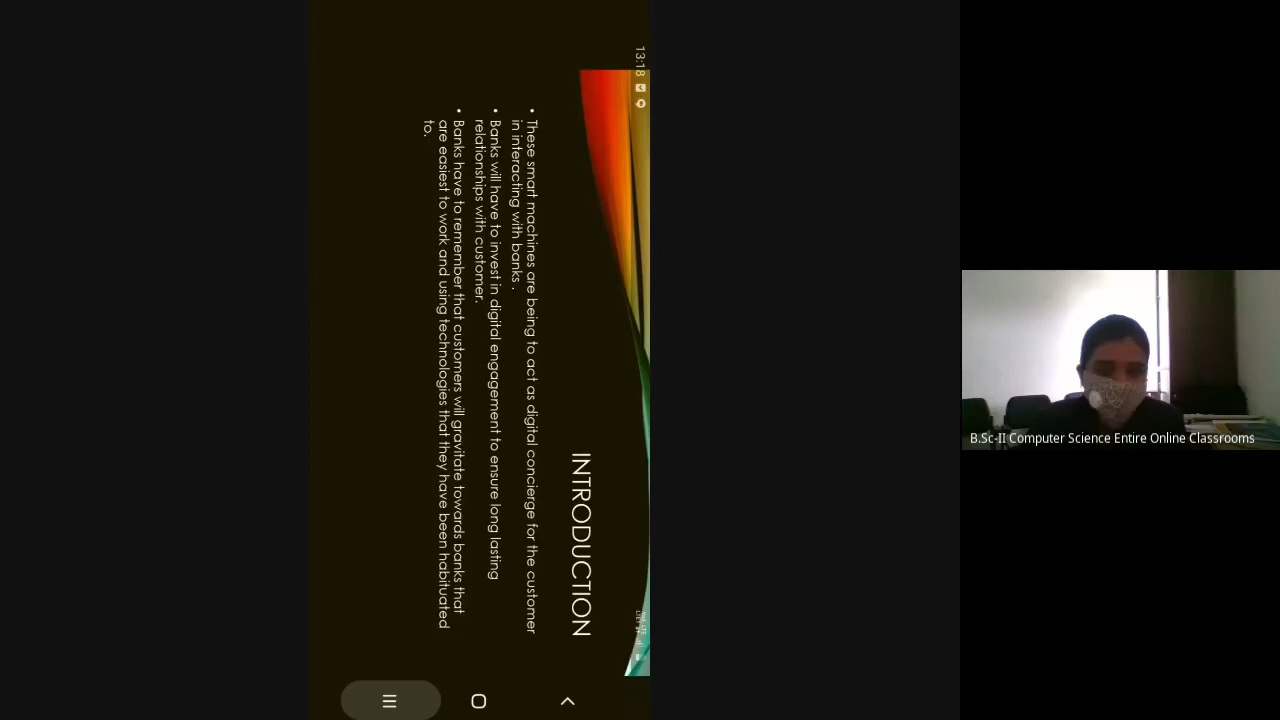 13:18
INTRODUCTION
• These smart machines are being to act as digital concierge for the customer
in interacting with banks .
• Banks will have to invest in digital engagement to ensure long lasting
relationships with customer.
• Banks have to remember that customers will gravitate towards banks that
are easiest to work and using technologies that they have been habituated
to.
B.Sc-II Computer Science Entire Online Classrooms